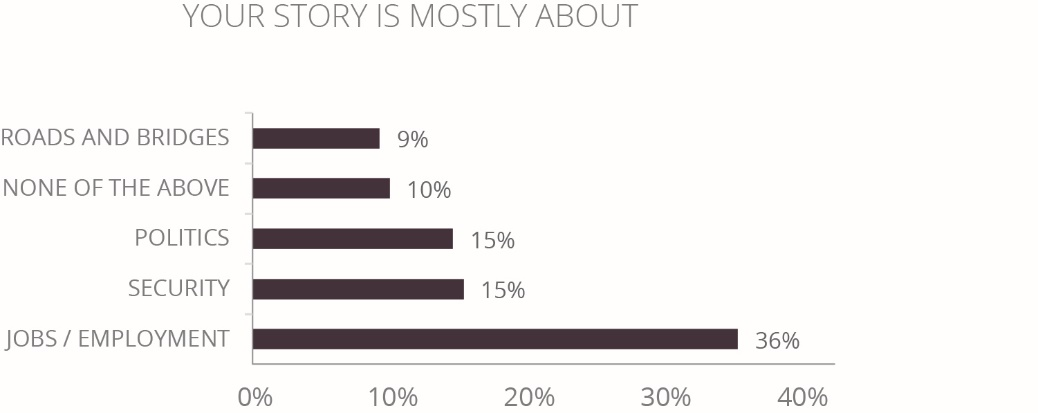 YOUR STORY IS MOSTLY ABOUT
ROADS AND BRIDGES 9%
NONE OF THE ABOVE 10%
POLITICS 15%
SECURITY 15%
JOBS / EMPLOYMENT 36%
0% 10% 20% 30% 40%